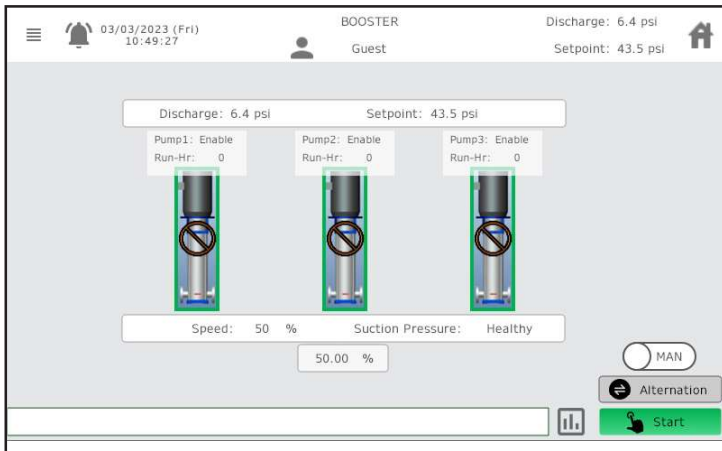 03/03/2023 (Fri)
10:49:27
BOOSTER
Guest
Discharge: 6.4 psi
Setpoint: 43.5 psi
Discharge: 6.4 psi Setpoint: 43.5 psi
Pump1: Enable Pump2: Enable Pump3: Enable
Run-Hr: 0 Run-Hr: 0 Run-Hr: 0
Speed: 50 % Suction Pressure: Healthy
50.00 %
MAN
Alternation
Start